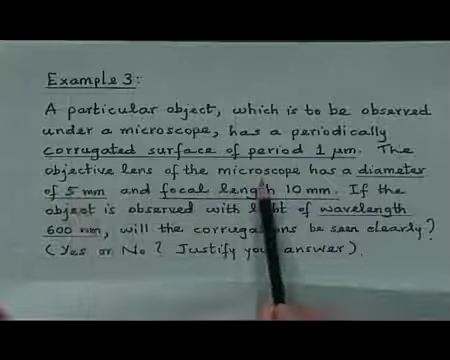 Example 3:
A particular object, which is to be observed
under a microscope, has a periodically
corrugated surface of period 1 μm. The
objective lens of the microscope has a diameter
of 5 mm and focal length 10 mm. If the
object is observed with light of wavelength
600 nm, will the corrugations be seen clearly?
(Yes or No? Justify your answer).